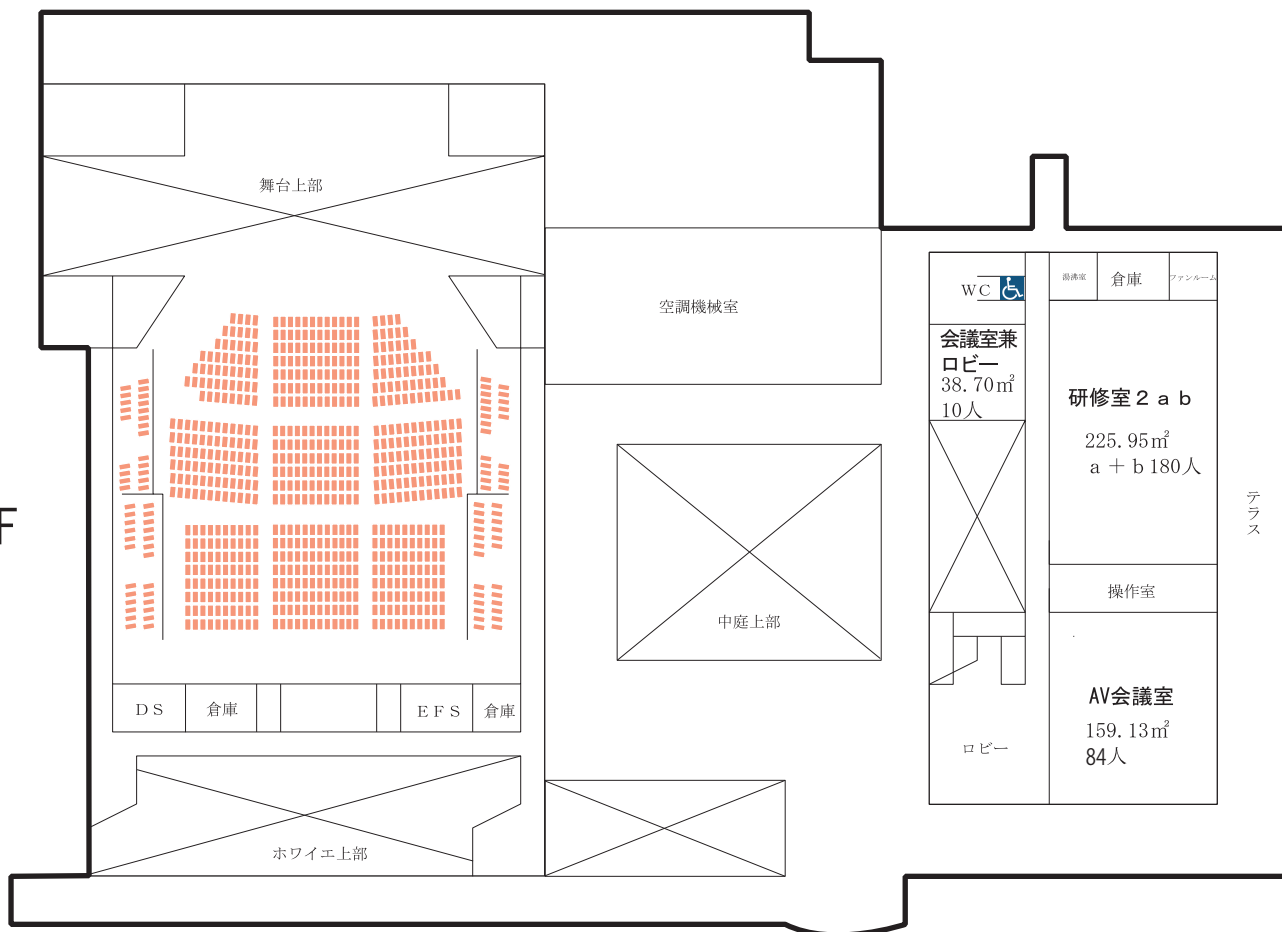 舞台上部
空調機械室
WC
湯沸室
倉庫
ファンルーム
会議室兼
ロビー
38.70㎡
10人
研修室2ab
225.95㎡
a+b180人
テラス
F
中庭上部
操作室
AV会議室
159.13㎡
84人
ロビー
DS
倉庫
EFS
倉庫
ホワイエ上部